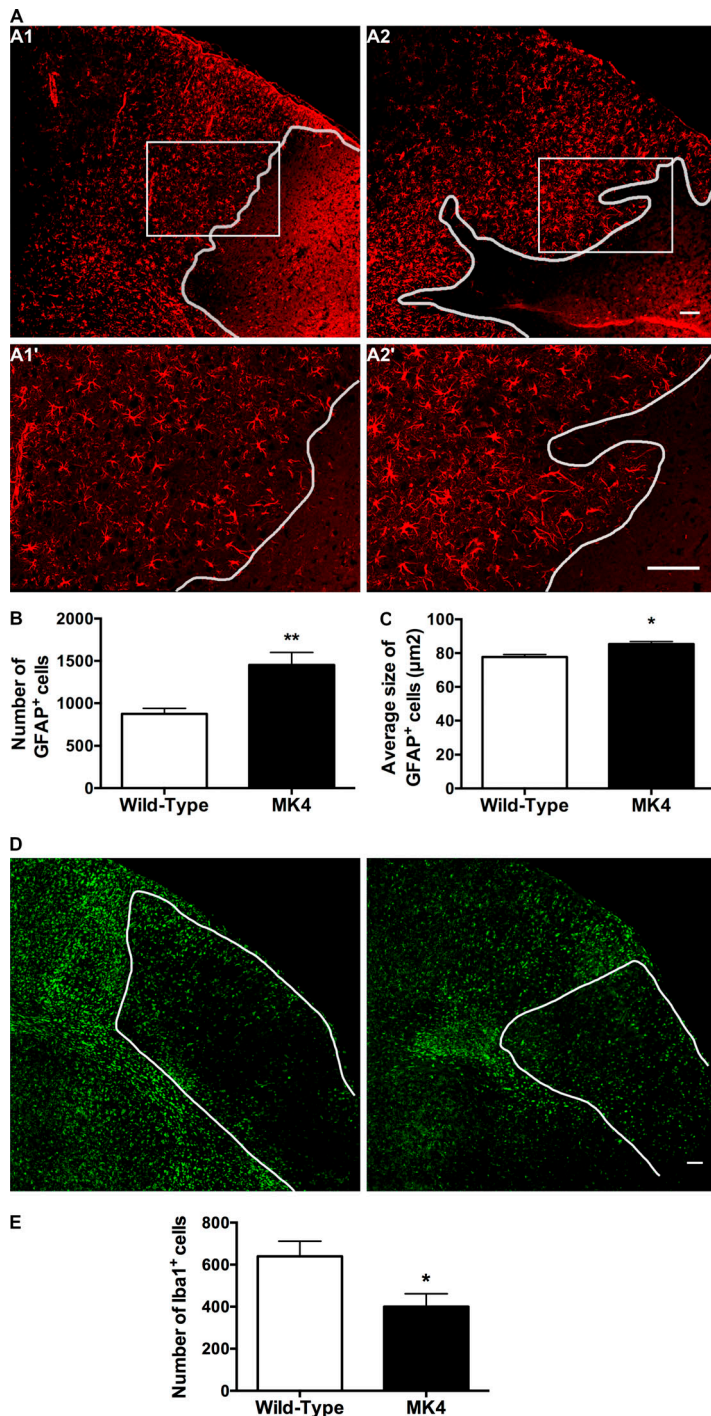 A
A1
A2
A1'
A2'
B
Number of
GFAP+ cells
2000
1500
1000
500
0
**
Wild-Type
MK4
C
Average size of
GFAP+ cells (µm2)
100
80
60
40
20
0
*
Wild-Type
MK4
D
E
Number of Iba1+ cells
800
600
400
200
0
*
Wild-Type
MK4